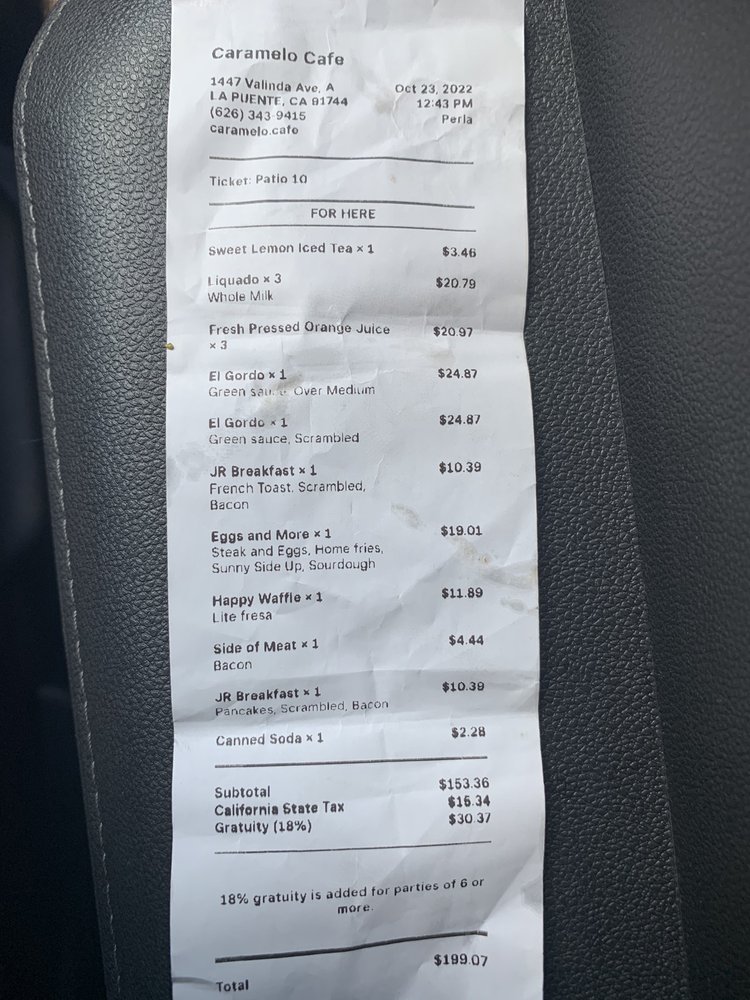 Caramelo Cafe
1447 Valinda Ave, A
LA PUENTE, CA 91744
(626) 343-9415
caramelo.cafe
Oct 23, 2022
12:43 PM
Perla
Ticket: Patio 10
FOR HERE
Sweet Lemon Iced Tea × 1 $3.46
Liquado × 3 $20.79
Whole Milk
Fresh Pressed Orange Juice $20.97
× 3
El Gordo × 1 $24.87
Green sauce, Over Medium
El Gordo × 1 $24.87
Green sauce, Scrambled
JR Breakfast × 1 $10.39
French Toast, Scrambled,
Bacon
Eggs and More × 1 $19.01
Steak and Eggs, Home fries,
Sunny Side Up, Sourdough
Happy Waffle × 1 $11.89
Lite fresa
Side of Meat × 1 $4.44
Bacon
JR Breakfast × 1 $10.39
Pancakes, Scrambled, Bacon
Canned Soda × 1 $2.28
Subtotal $153.36
California State Tax $15.34
Gratuity (18%) $30.37
18% gratuity is added for parties of 6 or
more.
Total $199.07